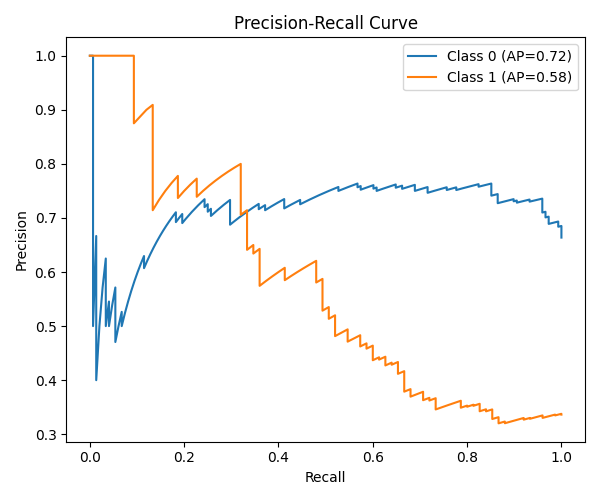 Precision-Recall Curve
Class 0 (AP=0.72)
Class 1 (AP=0.58)
1.0
0.9
0.8
0.7
0.6
0.5
0.4
0.3
Precision
0.0 0.2 0.4 0.6 0.8 1.0
Recall